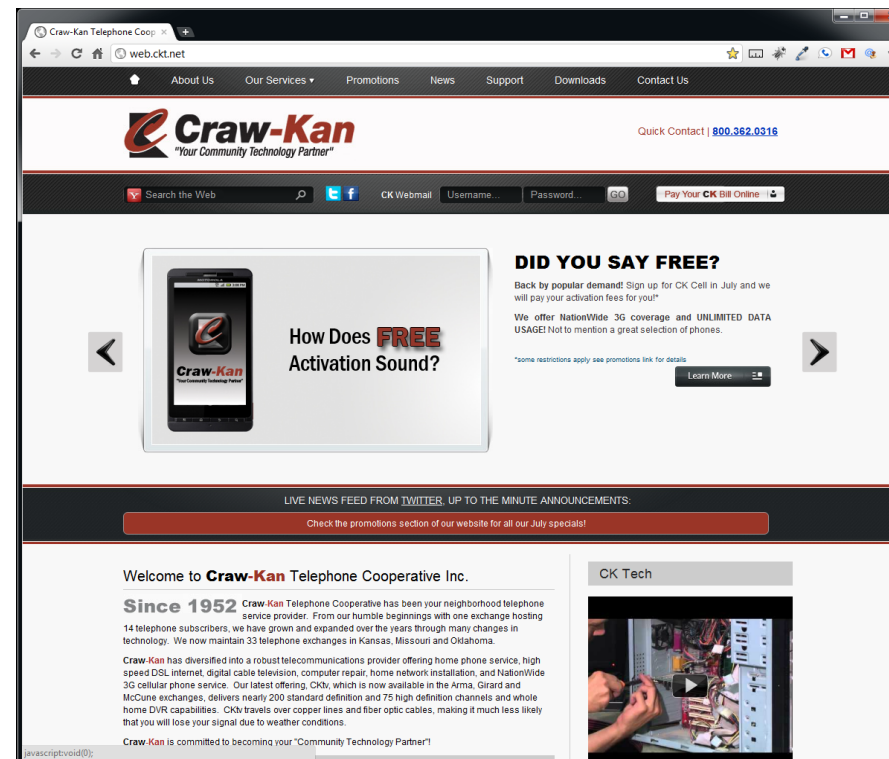 Craw-Kan Telephone Coop
web.ckt.net
About Us Our Services ▾ Promotions News Support Downloads Contact Us
Craw-Kan
"Your Community Technology Partner"
Quick Contact | 800.362.0316
Search the Web
CK Webmail Username... Password... GO
Pay Your CK Bill Online
Craw-Kan
"Your Community Technology Partner"
How Does FREE
Activation Sound?
DID YOU SAY FREE?
Back by popular demand! Sign up for CK Cell in July and we
will pay your activation fees for you!*
We offer NationWide 3G coverage and UNLIMITED DATA
USAGE! Not to mention a great selection of phones.
*some restrictions apply see promotions link for details
Learn More
LIVE NEWS FEED FROM TWITTER, UP TO THE MINUTE ANNOUNCEMENTS:
Check the promotions section of our website for all our July specials!
Welcome to Craw-Kan Telephone Cooperative Inc.
Since 1952 Craw-Kan Telephone Cooperative has been your neighborhood telephone
service provider. From our humble beginnings with one exchange hosting
14 telephone subscribers, we have grown and expanded over the years through many changes in
technology. We now maintain 33 telephone exchanges in Kansas, Missouri and Oklahoma.
Craw-Kan has diversified into a robust telecommunications provider offering home phone service, high
speed DSL internet, digital cable television, computer repair, home network installation, and NationWide
3G cellular phone service. Our latest offering, CKtv, which is now available in the Arma, Girard and
McCune exchanges, delivers nearly 200 standard definition and 75 high definition channels and whole
home DVR capabilities. CKtv travels over copper lines and fiber optic cables, making it much less likely
that you will lose your signal due to weather conditions.
Craw-Kan is committed to becoming your "Community Technology Partner"!
CK Tech
javascript:void(0);